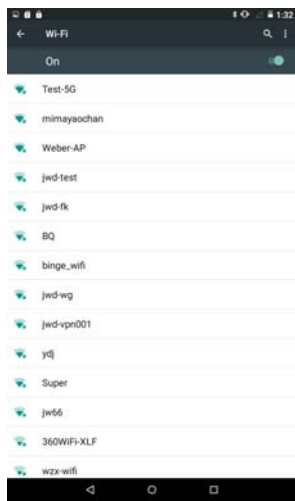 1:32
Wi-Fi
On
Test-5G
mimayaochan
Weber-AP
jwd-test
jwd-fk
BQ
binge_wifi
jwd-wg
jwd-vpn001
ydj
Super
jw66
360WiFi-XLF
wzx-wifi